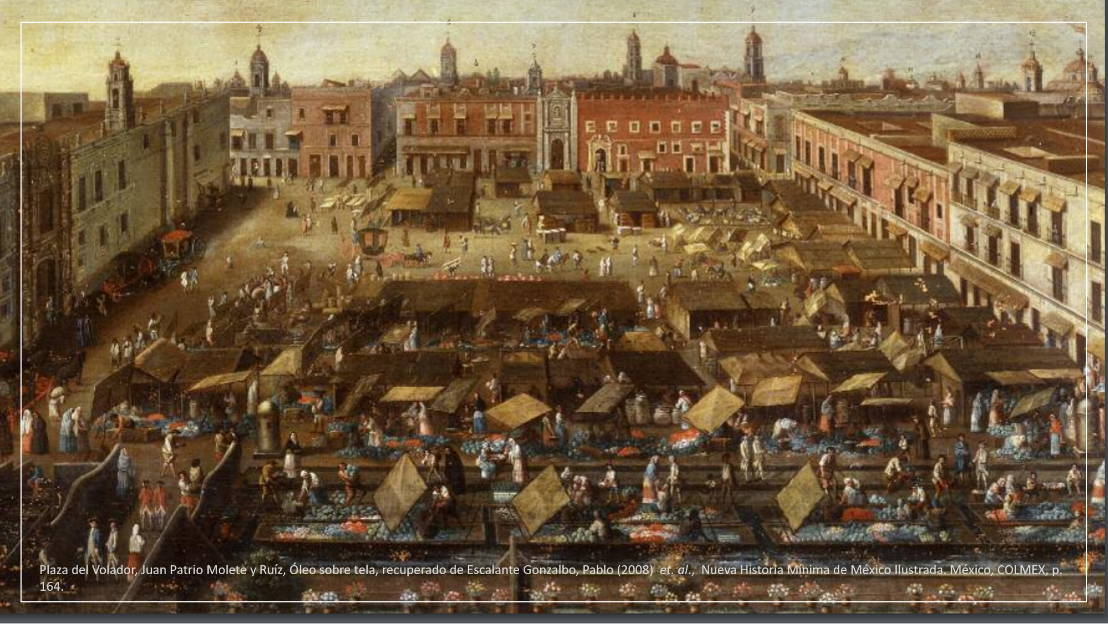 Plaza del Volador, Juan Patrio Molete y Ruíz, Óleo sobre tela, recuperado de Escalante Gonzalbo, Pablo (2008) et. al., Nueva Historia Mínima de México Ilustrada. México, COLMEX, p.
164.